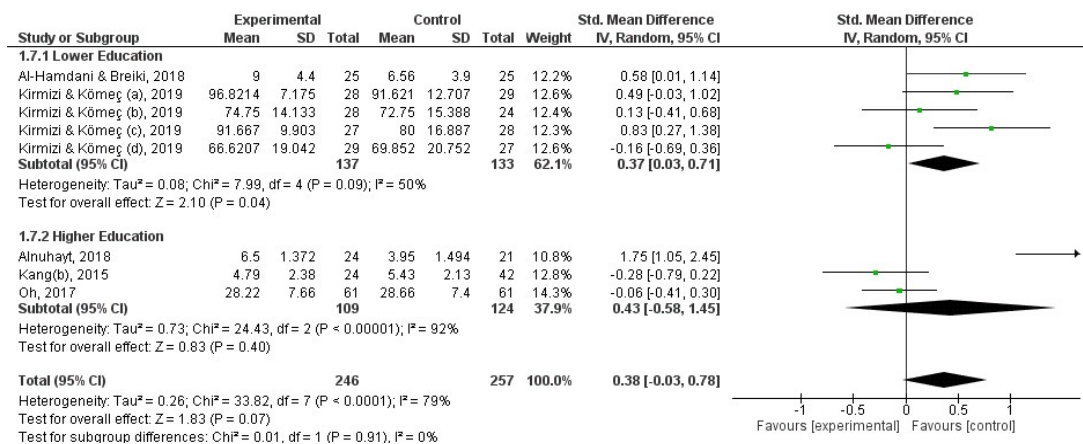 Experimental Control Std. Mean Difference Std. Mean Difference
Study or Subgroup Mean SD Total Mean SD Total Weight IV, Random, 95% CI IV, Random, 95% CI
1.7.1 Lower Education
Al-Hamdani & Breiki, 2018 9 4.4 25 6.56 3.9 25 12.2% 0.58 [0.01, 1.14]
Kirmizi & Kömeç (a), 2019 96.8214 7.175 28 91.621 12.707 29 12.6% 0.49 [-0.03, 1.02]
Kirmizi & Kömeç (b), 2019 74.75 14.133 28 72.75 15.388 24 12.4% 0.13 [-0.41, 0.68]
Kirmizi & Kömeç (c), 2019 91.667 9.903 27 80 16.887 28 12.3% 0.83 [0.27, 1.38]
Kirmizi & Kömeç (d), 2019 66.6207 19.042 29 69.852 20.752 27 12.6% -0.16 [-0.69, 0.36]
Subtotal (95% CI) 137 133 62.1% 0.37 [0.03, 0.71]
Heterogeneity: Tau² = 0.08; Chi² = 7.99, df = 4 (P = 0.09); I² = 50%
Test for overall effect: Z = 2.10 (P = 0.04)
1.7.2 Higher Education
Alnuhayt, 2018 6.5 1.372 24 3.95 1.494 21 10.8% 1.75 [1.05, 2.45]
Kang(b), 2015 4.79 2.38 24 5.43 2.13 42 12.8% -0.28 [-0.79, 0.22]
Oh, 2017 28.22 7.66 61 28.66 7.4 61 14.3% -0.06 [-0.41, 0.30]
Subtotal (95% CI) 109 124 37.9% 0.43 [-0.58, 1.45]
Heterogeneity: Tau² = 0.73; Chi² = 24.43, df = 2 (P < 0.00001); I² = 92%
Test for overall effect: Z = 0.83 (P = 0.40)
Total (95% CI) 246 257 100.0% 0.38 [-0.03, 0.78]
Heterogeneity: Tau² = 0.26; Chi² = 33.82, df = 7 (P < 0.0001); I² = 79%
Test for overall effect: Z = 1.83 (P = 0.07)
Test for subgroup differences: Chi² = 0.01, df = 1 (P = 0.91), I² = 0%
-1 -0.5 0 0.5 1
Favours [experimental] Favours [control]